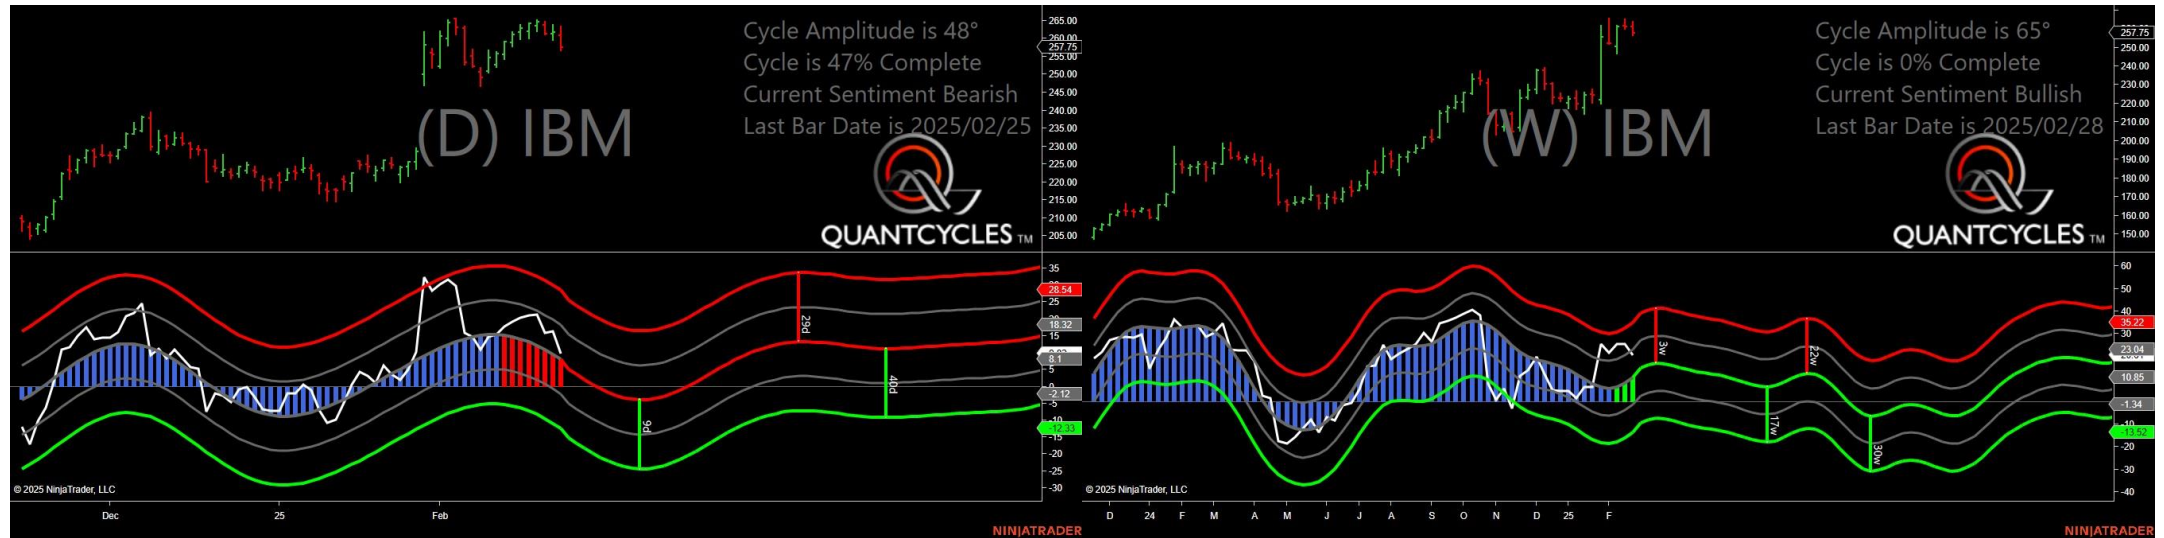 Cycle Amplitude is 48°
Cycle is 47% Complete
Current Sentiment Bearish
Last Bar Date is 2025/02/25
(D) IBM
QUANTCYCLES TM
265.00
260.00
257.75
255.00
250.00
245.00
240.00
235.00
230.00
225.00
220.00
215.00
210.00
205.00
35
28.54
25
18.32
15
8.1
5
0
-2.12
-5
-10
-12.33
-15
-20
-25
-30
9d
29d
40d
© 2025 NinjaTrader, LLC
Dec
25
Feb
NINJATRADER
Cycle Amplitude is 65°
Cycle is 0% Complete
Current Sentiment Bullish
Last Bar Date is 2025/02/28
(W) IBM
QUANTCYCLES TM
257.75
250.00
240.00
230.00
220.00
210.00
200.00
190.00
180.00
170.00
160.00
150.00
60
50
40
35.22
30
23.04
10.85
-1.34
-10
-13.52
-20
-30
-40
3w
17w
22w
30w
© 2025 NinjaTrader, LLC
D
24
F
M
A
M
J
J
A
S
O
N
D
25
F
NINJATRADER